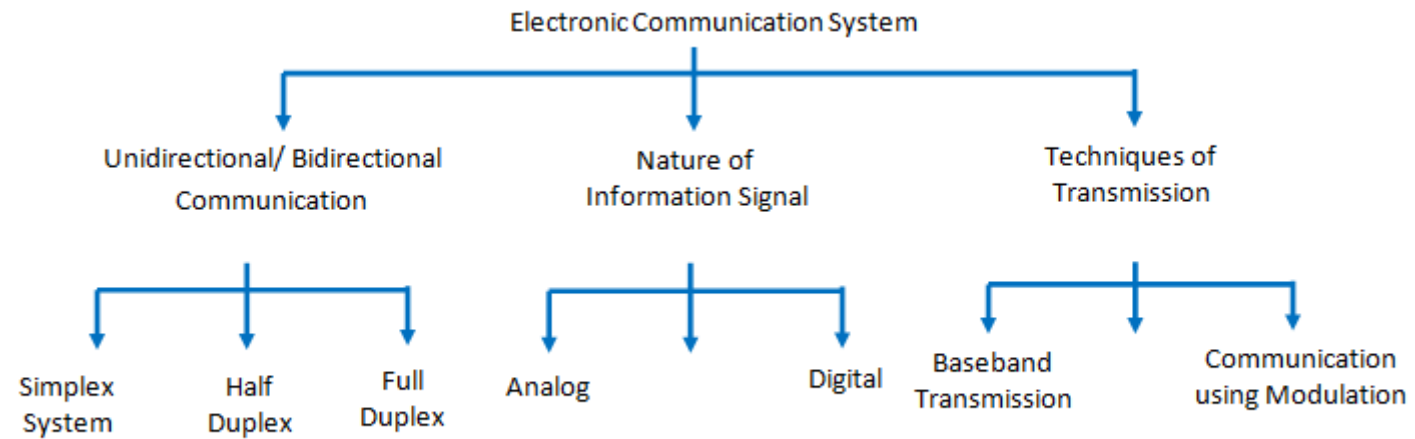 Electronic Communication System
Unidirectional/ Bidirectional
Communication
Nature of
Information Signal
Techniques of
Transmission
Simplex
System
Half
Duplex
Full
Duplex
Analog
Digital
Baseband
Transmission
Communication
using Modulation